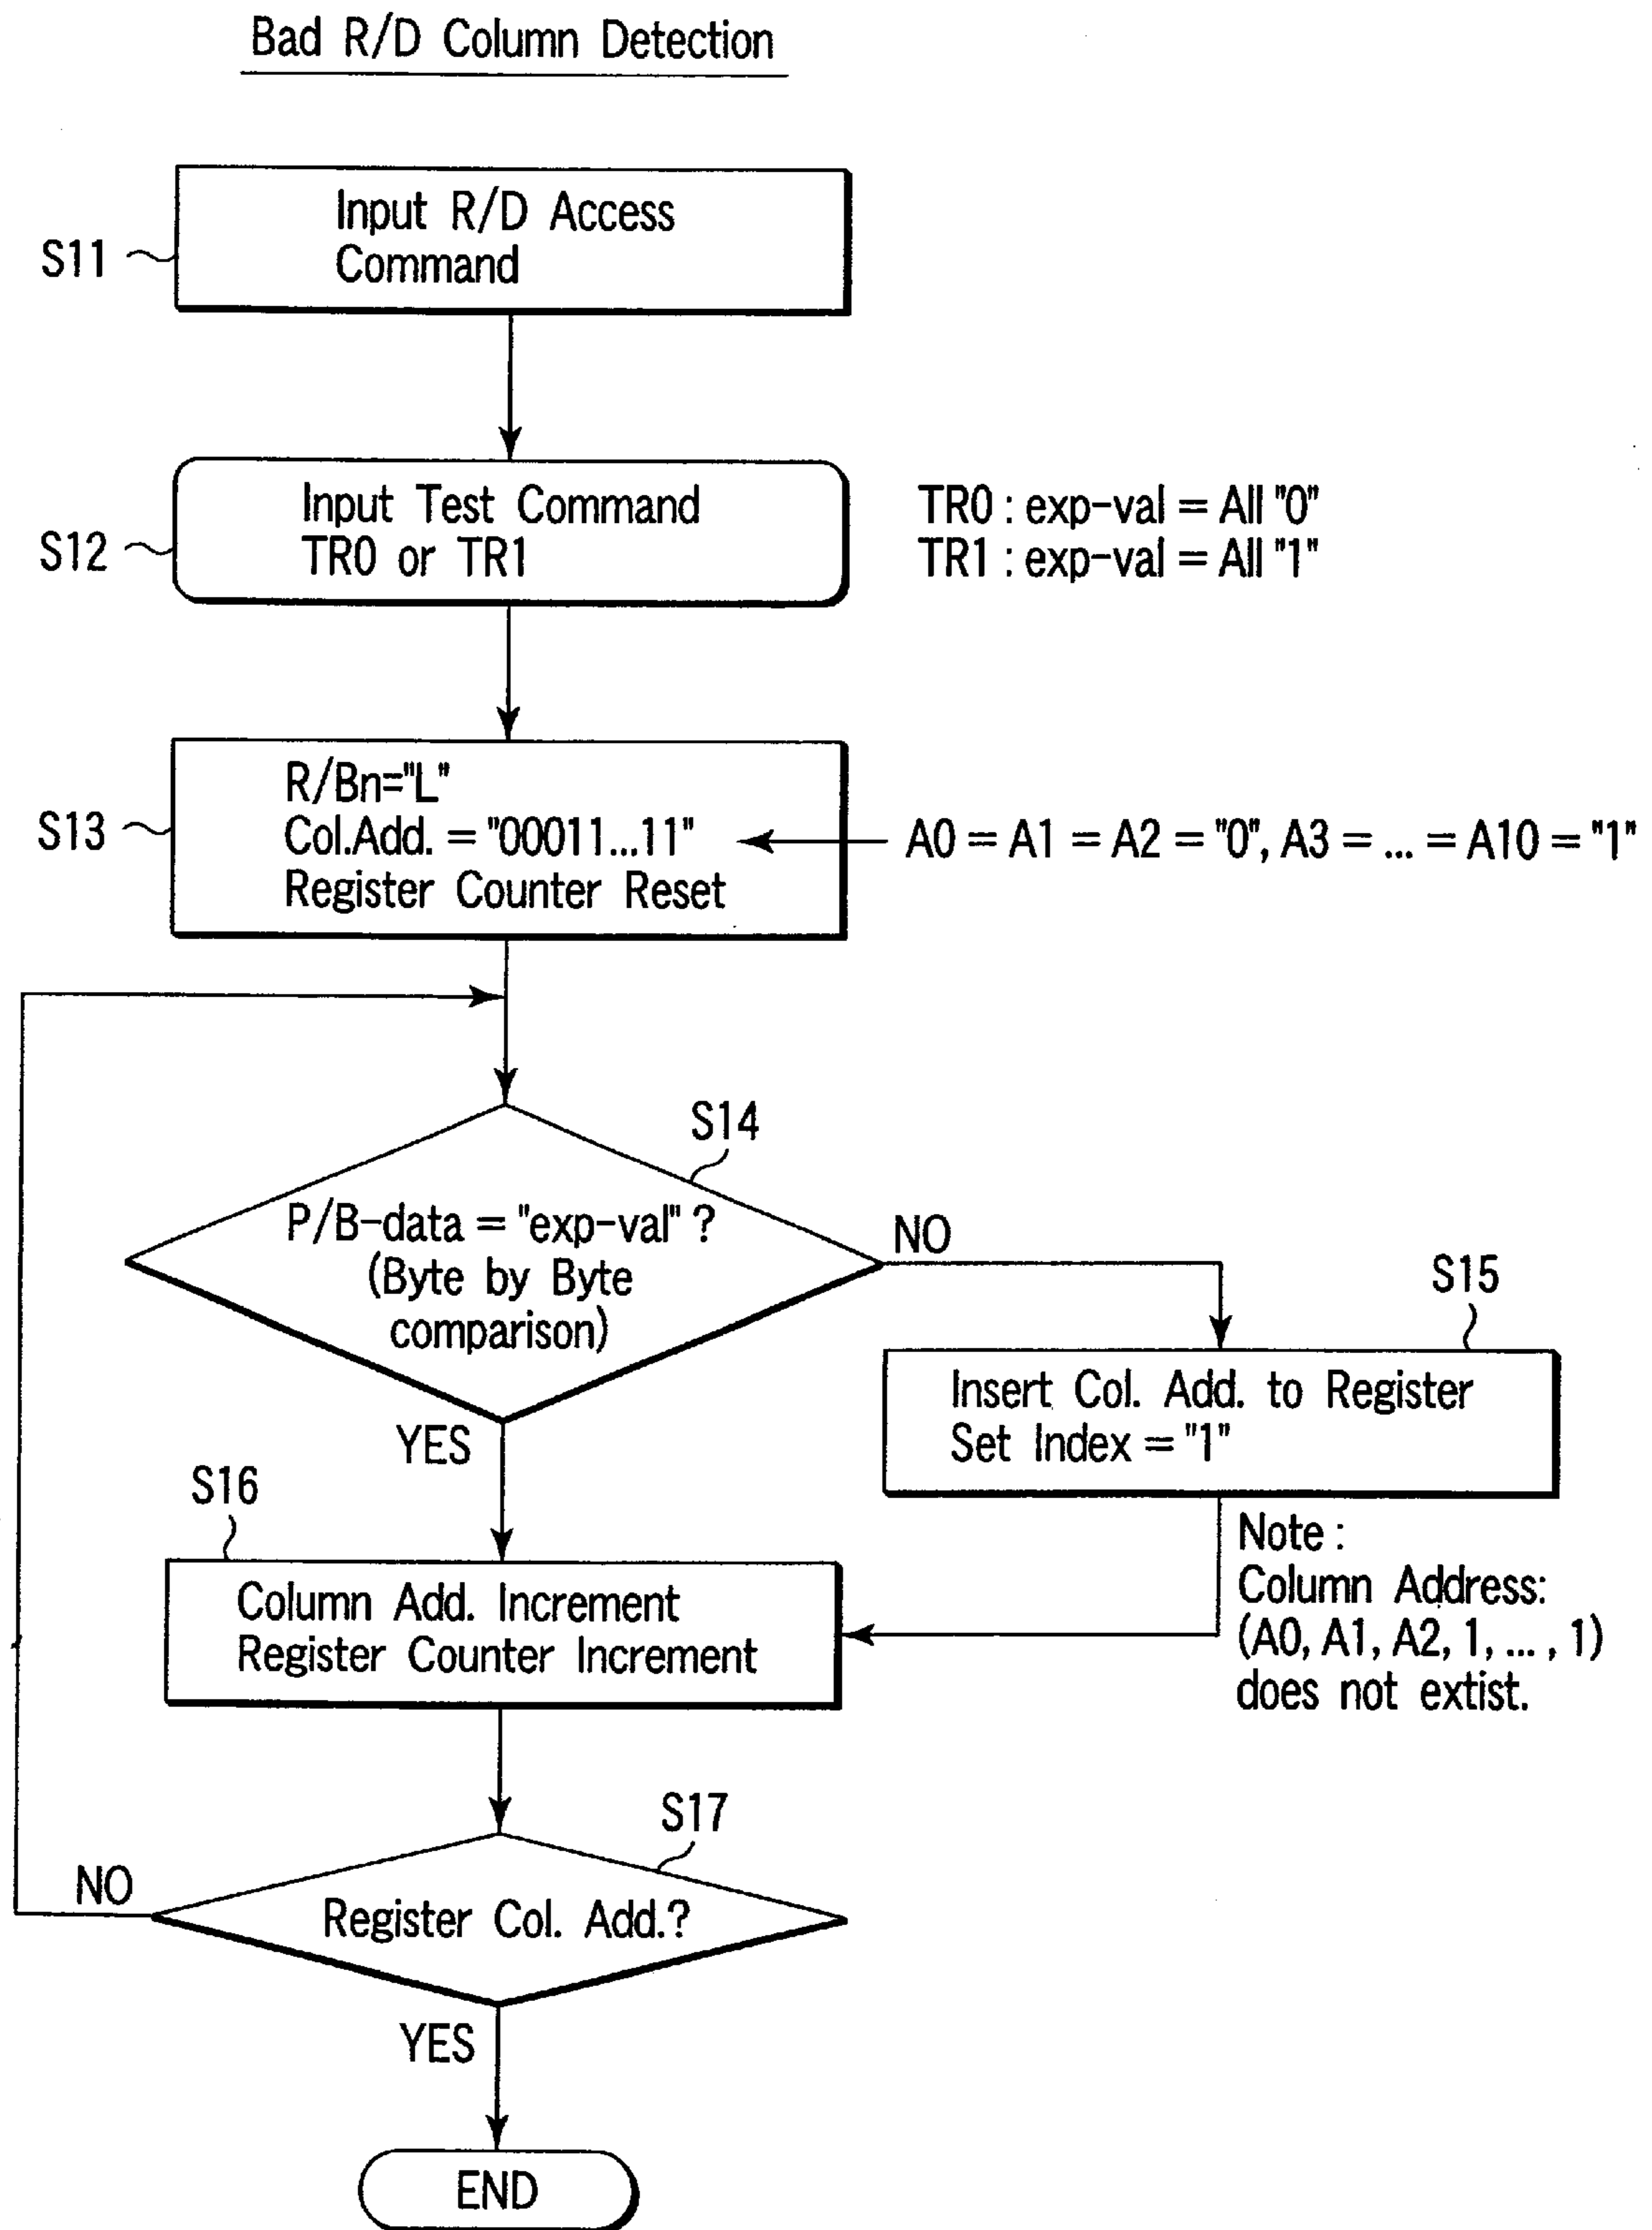 Bad R/D Column Detection
Input R/D Access
Command
S11
Input Test Command
TR0 or TR1
S12
TR0 : exp-val = All "0"
TR1 : exp-val = All "1"
R/Bn="L"
Col.Add. = "00011...11"
Register Counter Reset
S13
A0 = A1 = A2 = "0", A3 = ... = A10 = "1"
S14
P/B-data = "exp-val" ?
(Byte by Byte
comparison)
NO
YES
S15
Insert Col. Add. to Register
Set Index = "1"
Note :
Column Address:
(A0, A1, A2, 1, ... , 1)
does not extist.
S16
Column Add. Increment
Register Counter Increment
S17
Register Col. Add.?
NO
YES
END